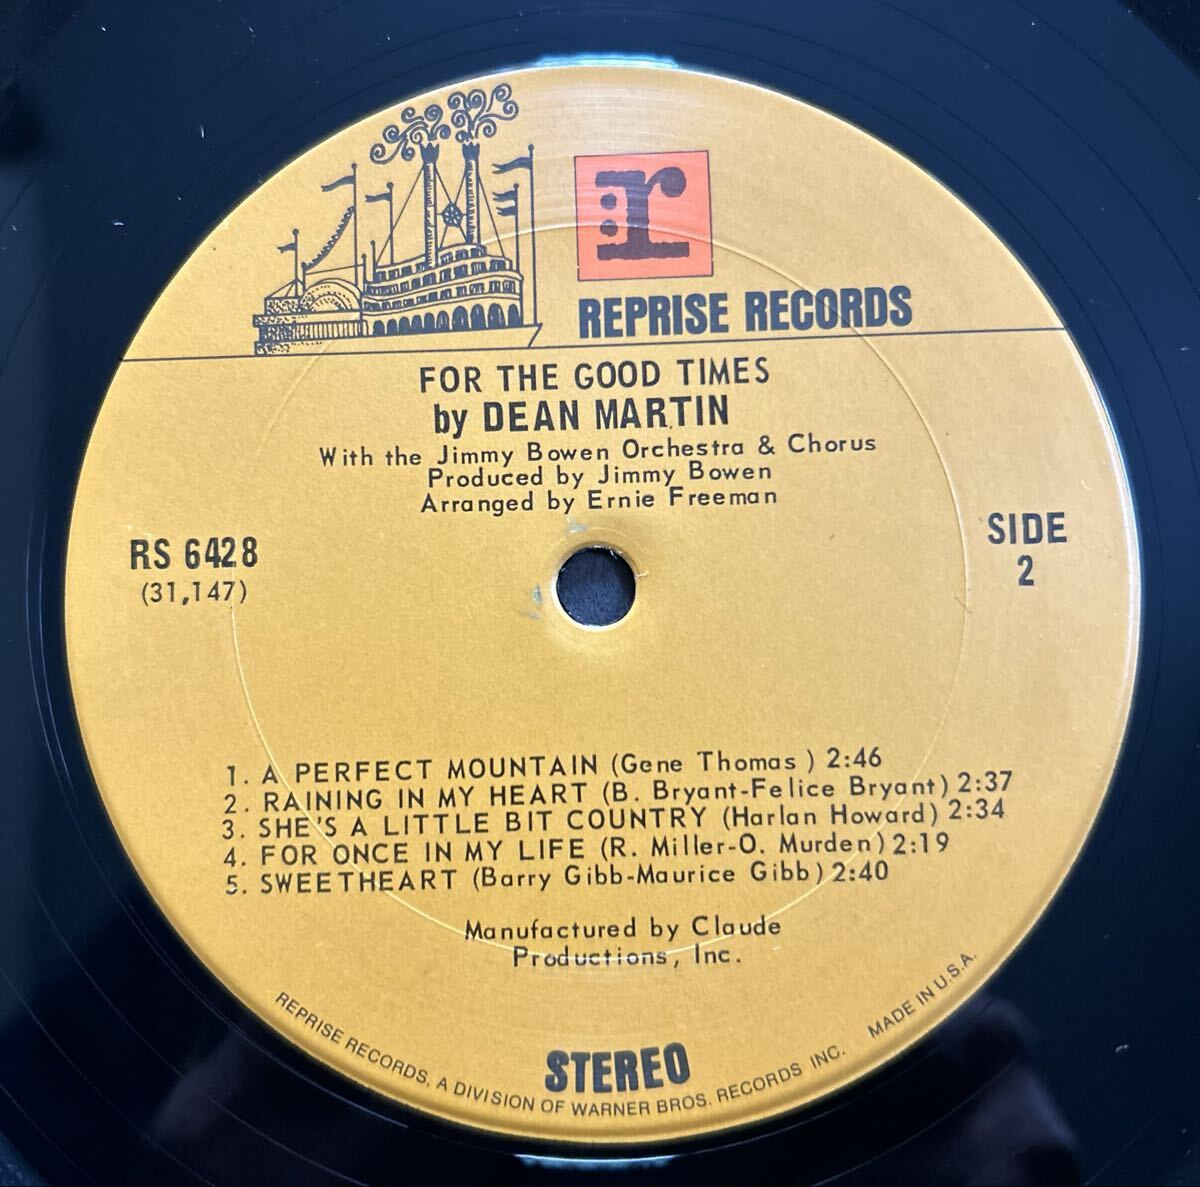 r
REPRISE RECORDS
FOR THE GOOD TIMES
by DEAN MARTIN
With the Jimmy Bowen Orchestra & Chorus
Produced by Jimmy Bowen
Arranged by Ernie Freeman
RS 6428
(31,147)
SIDE
2
1. A PERFECT MOUNTAIN (Gene Thomas ) 2:46
2. RAINING IN MY HEART (B. Bryant-Felice Bryant) 2:37
3. SHE'S A LITTLE BIT COUNTRY (Harlan Howard) 2:34
4. FOR ONCE IN MY LIFE (R. Miller-O. Murden) 2:19
5. SWEETHEART (Barry Gibb-Maurice Gibb) 2:40
Manufactured by Claude
Productions, Inc.
STEREO
REPRISE RECORDS, A DIVISION OF WARNER BROS. RECORDS INC. MADE IN U.S.A.